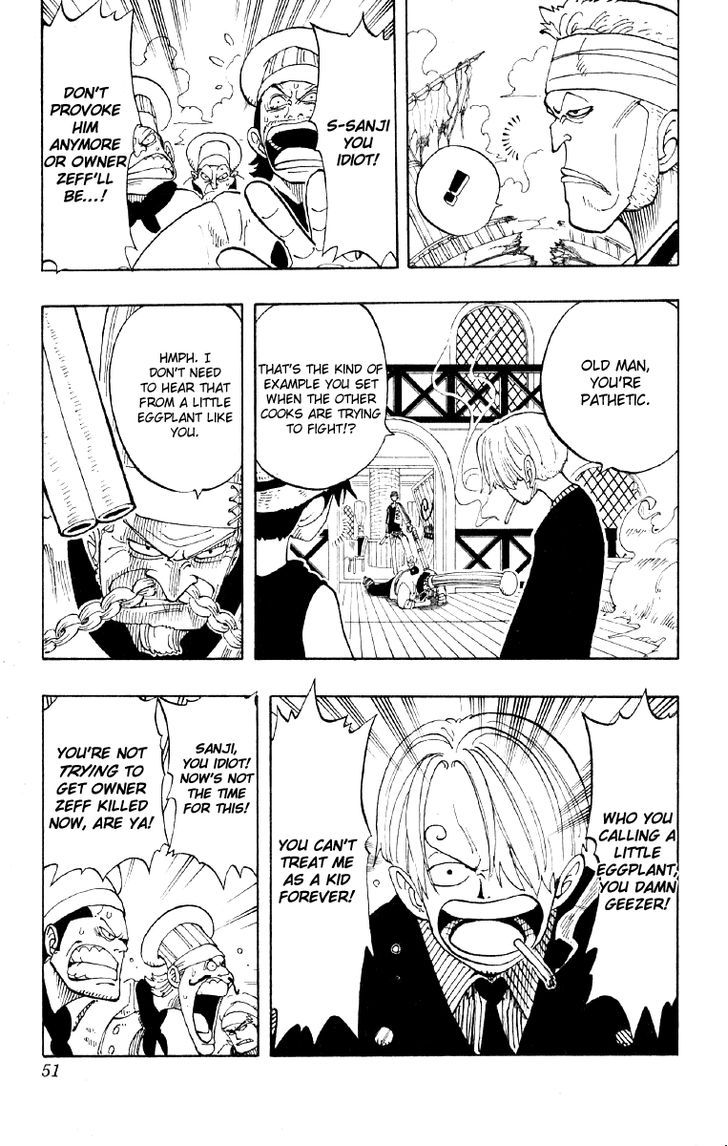 !
S-SANJI
YOU
IDIOT!
DON'T
PROVOKE
HIM
ANYMORE
OR OWNER
ZEFF'LL
BE...!
OLD MAN,
YOU'RE
PATHETIC.
THAT'S THE KIND OF
EXAMPLE YOU SET
WHEN THE OTHER
COOKS ARE TRYING
TO FIGHT!?
HMPH. I
DON'T NEED
TO HEAR THAT
FROM A LITTLE
EGGPLANT LIKE
YOU.
WHO YOU
CALLING A
LITTLE
EGGPLANT,
YOU DAMN
GEEZER!
YOU CAN'T
TREAT ME
AS A KID
FOREVER!
SANJI,
YOU IDIOT!
NOW'S NOT
THE TIME
FOR THIS!
YOU'RE NOT
TRYING TO
GET OWNER
ZEFF KILLED
NOW, ARE YA!
51